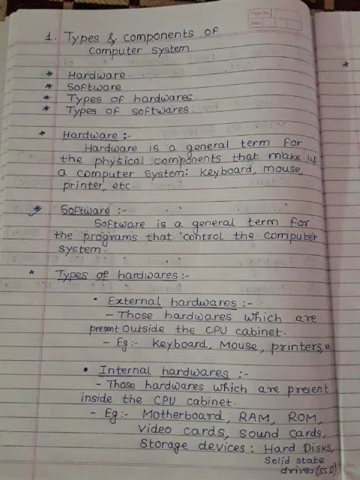 1. Types & components of
computer system
* Hardware
* Software
* Types of hardwares
* Types of softwares
* Hardware :-
Hardware is a general term for
the physical components that make up
a computer system: keyboard, mouse,
printer, etc.
* Software :-
Software is a general term for
the programs that control the computer
system.
* Types of hardwares :-
• External hardwares :-
- Those hardwares which are
present outside the CPU cabinet.
- Eg:- keyboard, Mouse, printers,
• Internal hardwares :-
- Those hardwares which are present
inside the CPU cabinet.
- Eg:- Motherboard, RAM, ROM,
video cards, sound cards,
storage devices: Hard Disks,
Solid state
drives(SSD)